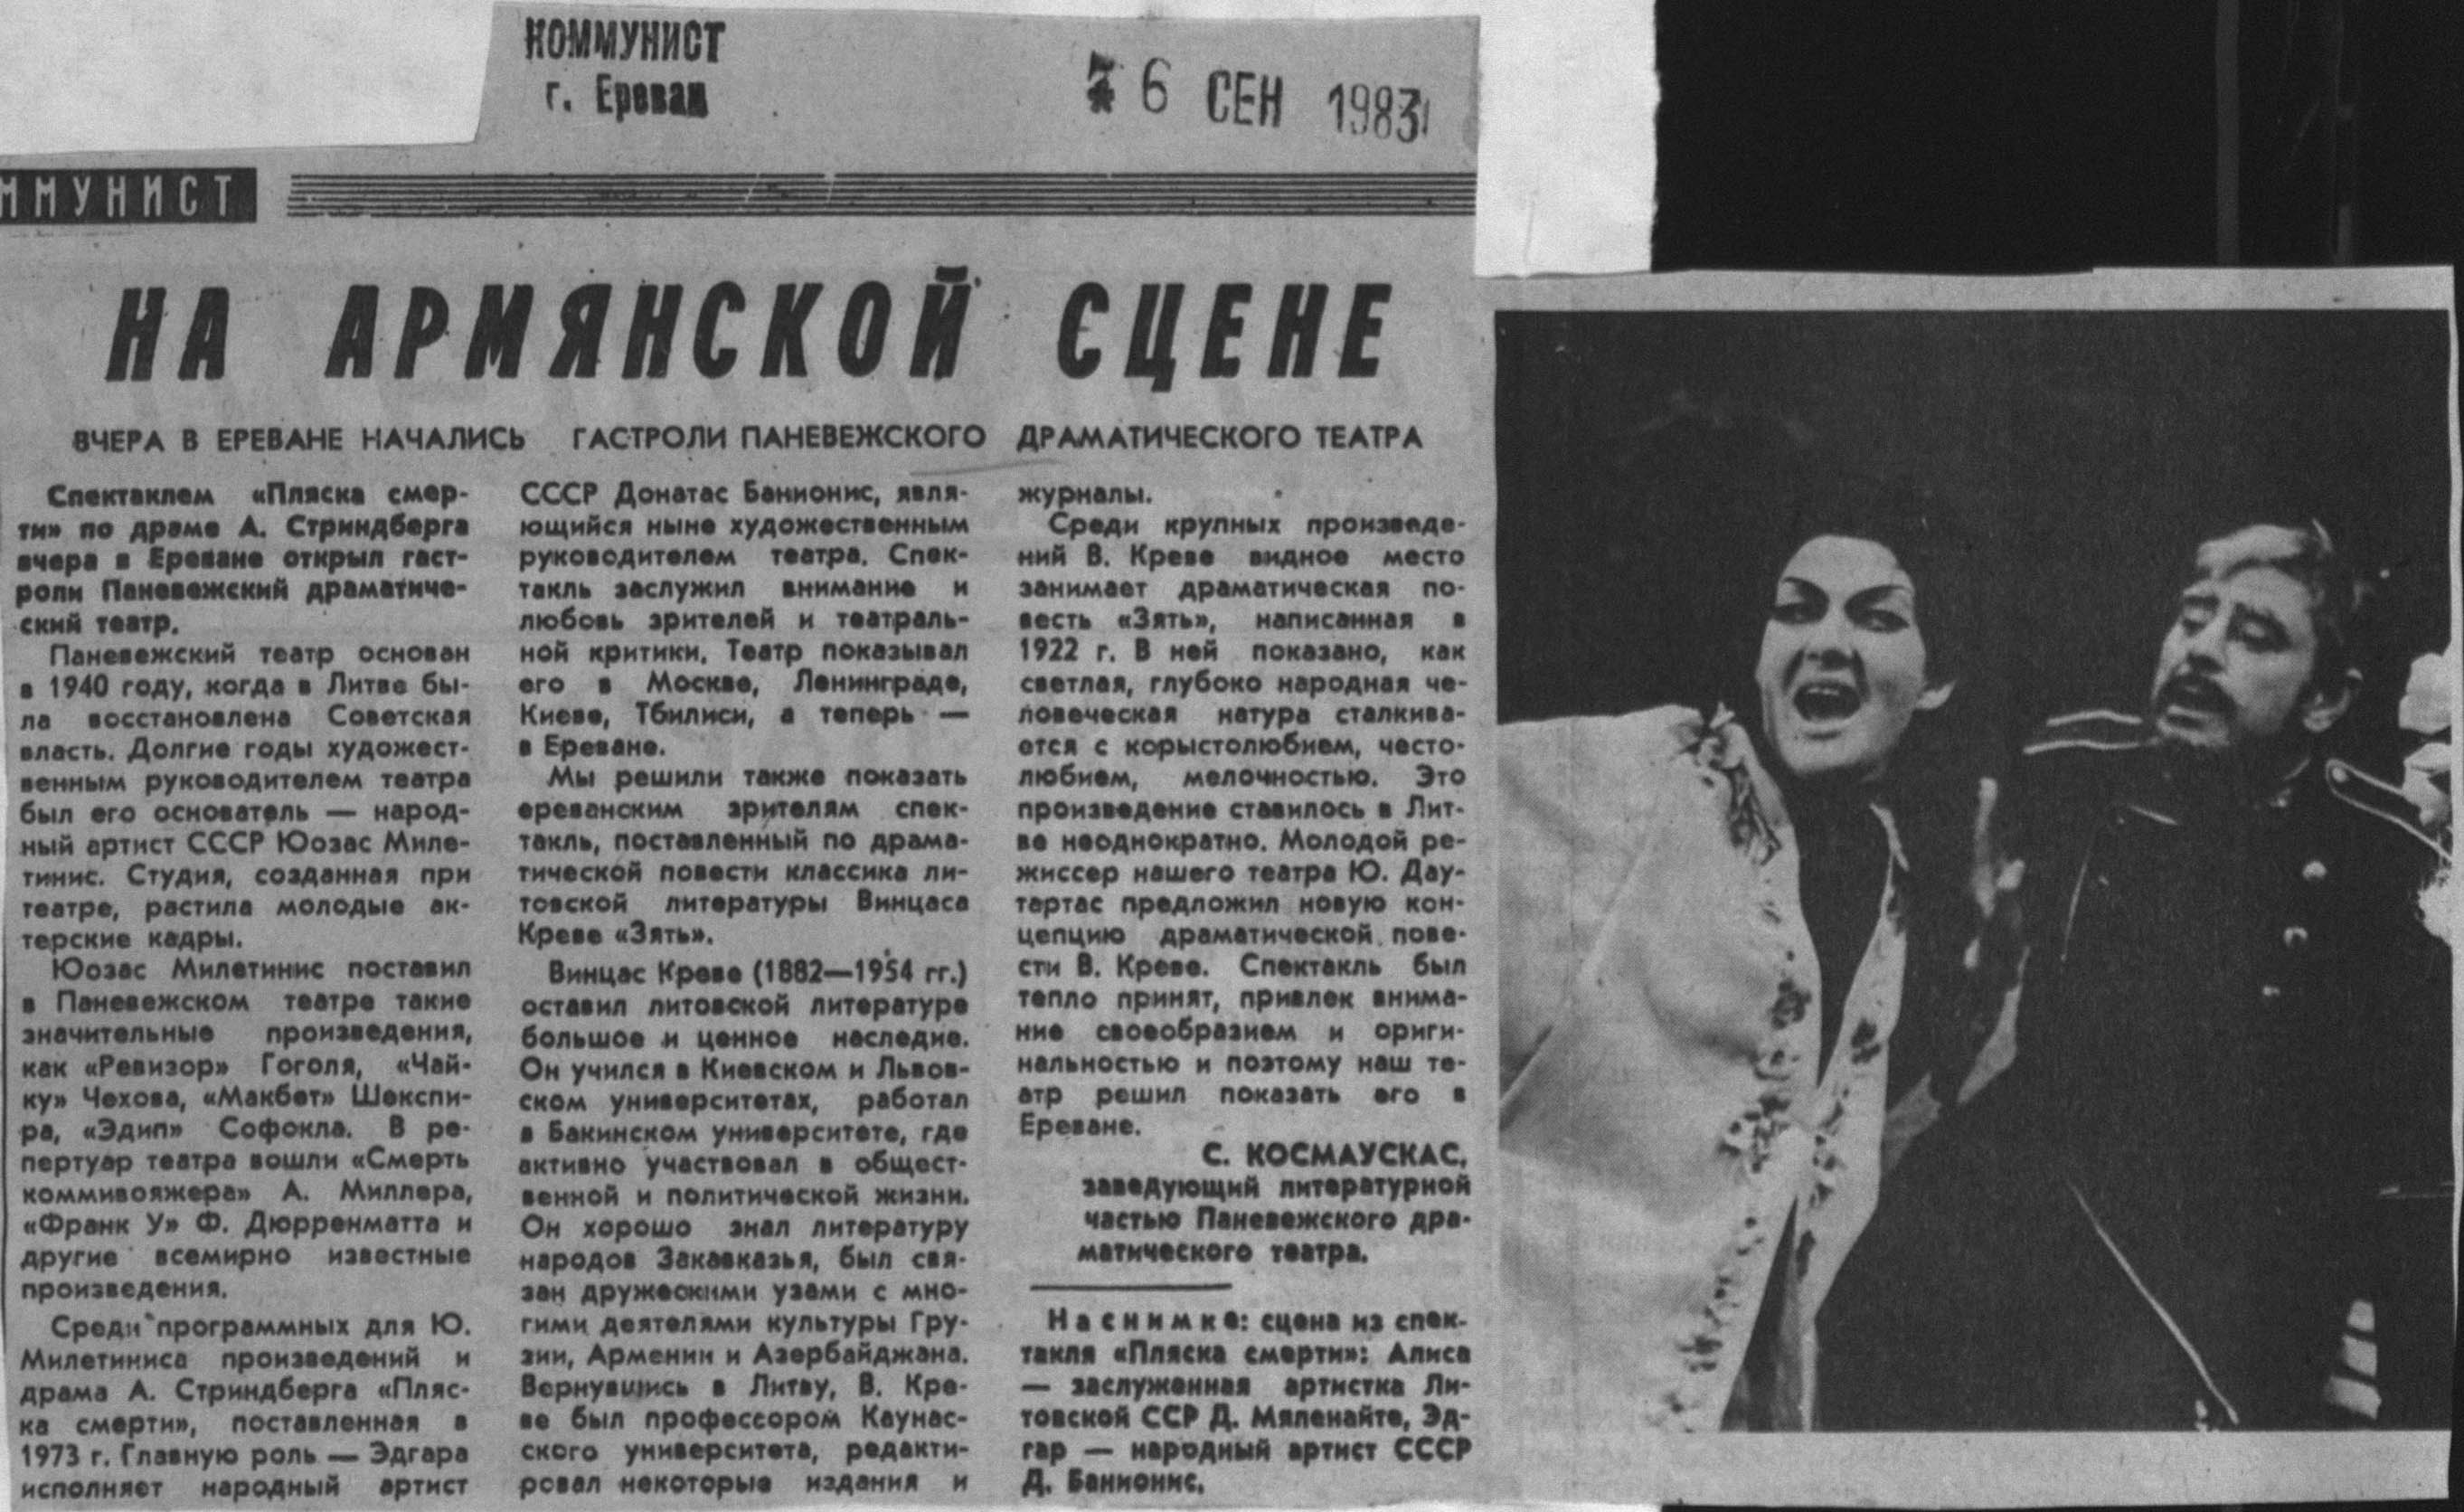 КОММУНИСТ
г. Ереван
6 СЕН 1983
ММУНИСТ
НА АРМЯНСКОЙ СЦЕНЕ
ВЧЕРА В ЕРЕВАНЕ НАЧАЛИСЬ ГАСТРОЛИ ПАНЕВЕЖСКОГО ДРАМАТИЧЕСКОГО ТЕАТРА
Спектаклем «Пляска смер-
ти» по драме А. Стриндберга
вчера в Ереване открыл гаст-
роли Паневежский драматиче-
ский театр.
Паневежский театр основан
в 1940 году, когда в Литве бы-
ла восстановлена Советская
власть. Долгие годы художест-
венным руководителем театра
был его основатель — народ-
ный артист СССР Юозас Миле-
тинис. Студия, созданная при
театре, растила молодые ак-
терские кадры.
Юозас Милетинис поставил
в Паневежском театре такие
значительные произведения,
как «Ревизор» Гоголя, «Чай-
ку» Чехова, «Макбет» Шекспи-
ра, «Эдип» Софокла. В ре-
пертуар театра вошли «Смерть
коммивояжера» А. Миллера,
«Франк У» Ф. Дюрренматта и
другие всемирно известные
произведения.
Среди программных для Ю.
Милетиниса произведений и
драма А. Стриндберга «Пляс-
ка смерти», поставленная в
1973 г. Главную роль — Эдгара
исполняет народный артист
СССР Донатас Банионис, явля-
ющийся ныне художественным
руководителем театра. Спек-
такль заслужил внимание и
любовь зрителей и театраль-
ной критики. Театр показывал
его в Москве, Ленинграде,
Киеве, Тбилиси, а теперь —
в Ереване.
Мы решили также показать
ереванским зрителям спек-
такль, поставленный по драма-
тической повести классика ли-
товской литературы Винцаса
Креве «Зять».
Винцас Креве (1882—1954 гг.)
оставил литовской литературе
большое и ценное наследие.
Он учился в Киевском и Львов-
ском университетах, работал
в Бакинском университете, где
активно участвовал в общест-
венной и политической жизни.
Он хорошо знал литературу
народов Закавказья, был свя-
зан дружескими узами с мно-
гими деятелями культуры Гру-
зии, Армении и Азербайджана.
Вернувшись в Литву, В. Кре-
ве был профессором Каунас-
ского университета, редакти-
ровал некоторые издания и
журналы.
Среди крупных произведе-
ний В. Креве видное место
занимает драматическая по-
весть «Зять», написанная в
1922 г. В ней показано, как
светлая, глубоко народная че-
ловеческая натура сталкива-
ется с корыстолюбием, често-
любием, мелочностью. Это
произведение ставилось в Лит-
ве неоднократно. Молодой ре-
жиссер нашего театра Ю. Дау-
тартас предложил новую кон-
цепцию драматической пове-
сти В. Креве. Спектакль был
тепло принят, привлек внима-
ние своеобразием и ориги-
нальностью и поэтому наш те-
атр решил показать его в
Ереване.
С. КОСМАУСКАС,
заведующий литературной
частью Паневежского дра-
матического театра.
На снимке: сцена из спек-
такля «Пляска смерти»: Алиса
— заслуженная артистка Ли-
товской ССР Д. Мяленайте, Эд-
гар — народный артист СССР
Д. Банионис.